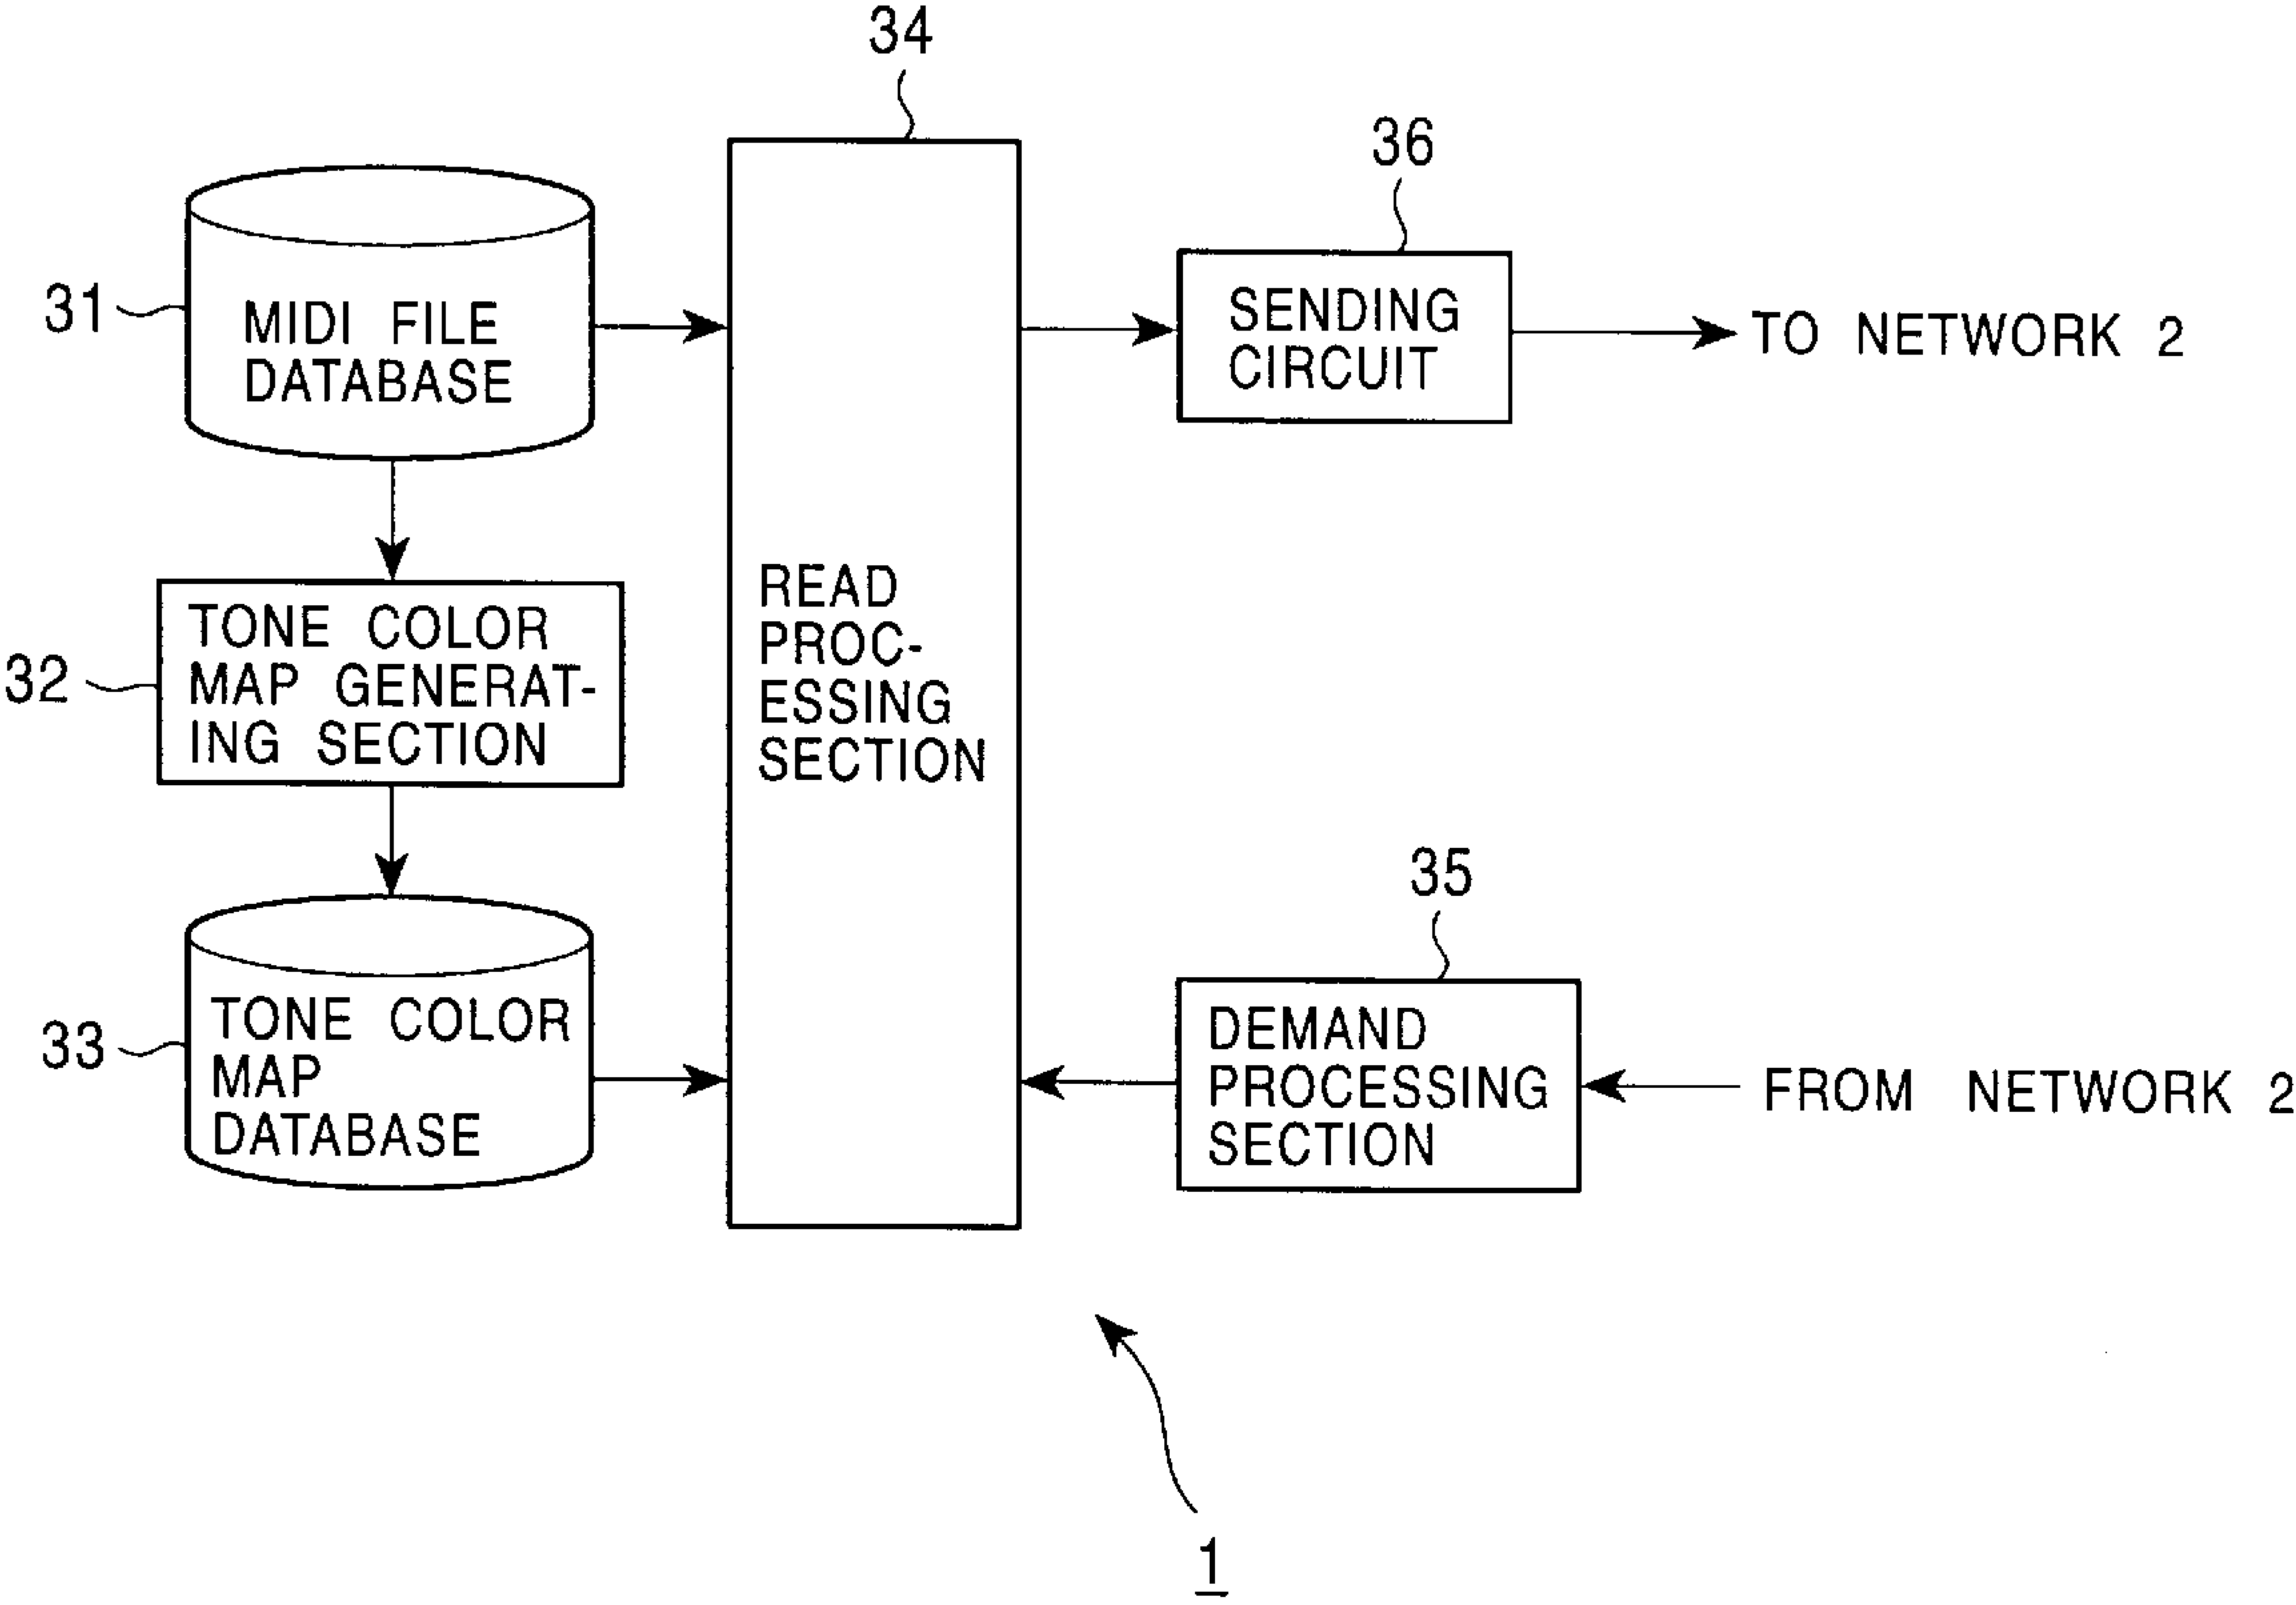 34
36
31
MIDI FILE
DATABASE
SENDING
CIRCUIT
TO NETWORK 2
32
TONE COLOR
MAP GENERAT-
ING SECTION
READ
PROC-
ESSING
SECTION
35
33
TONE COLOR
MAP
DATABASE
DEMAND
PROCESSING
SECTION
FROM NETWORK 2
1